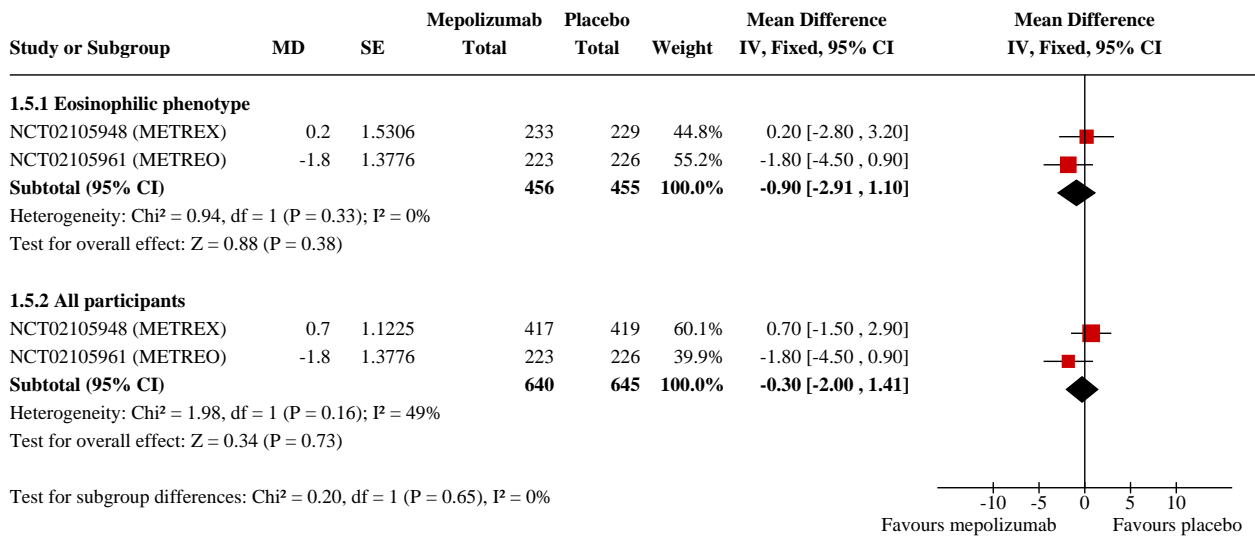 Mepolizumab Placebo Mean Difference Mean Difference
Study or Subgroup MD SE Total Total Weight IV, Fixed, 95% CI IV, Fixed, 95% CI
1.5.1 Eosinophilic phenotype
NCT02105948 (METREX) 0.2 1.5306 233 229 44.8% 0.20 [-2.80 , 3.20]
NCT02105961 (METREO) -1.8 1.3776 223 226 55.2% -1.80 [-4.50 , 0.90]
Subtotal (95% CI) 456 455 100.0% -0.90 [-2.91 , 1.10]
Heterogeneity: Chi² = 0.94, df = 1 (P = 0.33); I² = 0%
Test for overall effect: Z = 0.88 (P = 0.38)
1.5.2 All participants
NCT02105948 (METREX) 0.7 1.1225 417 419 60.1% 0.70 [-1.50 , 2.90]
NCT02105961 (METREO) -1.8 1.3776 223 226 39.9% -1.80 [-4.50 , 0.90]
Subtotal (95% CI) 640 645 100.0% -0.30 [-2.00 , 1.41]
Heterogeneity: Chi² = 1.98, df = 1 (P = 0.16); I² = 49%
Test for overall effect: Z = 0.34 (P = 0.73)
Test for subgroup differences: Chi² = 0.20, df = 1 (P = 0.65), I² = 0%
-10 -5 0 5 10
Favours mepolizumab Favours placebo